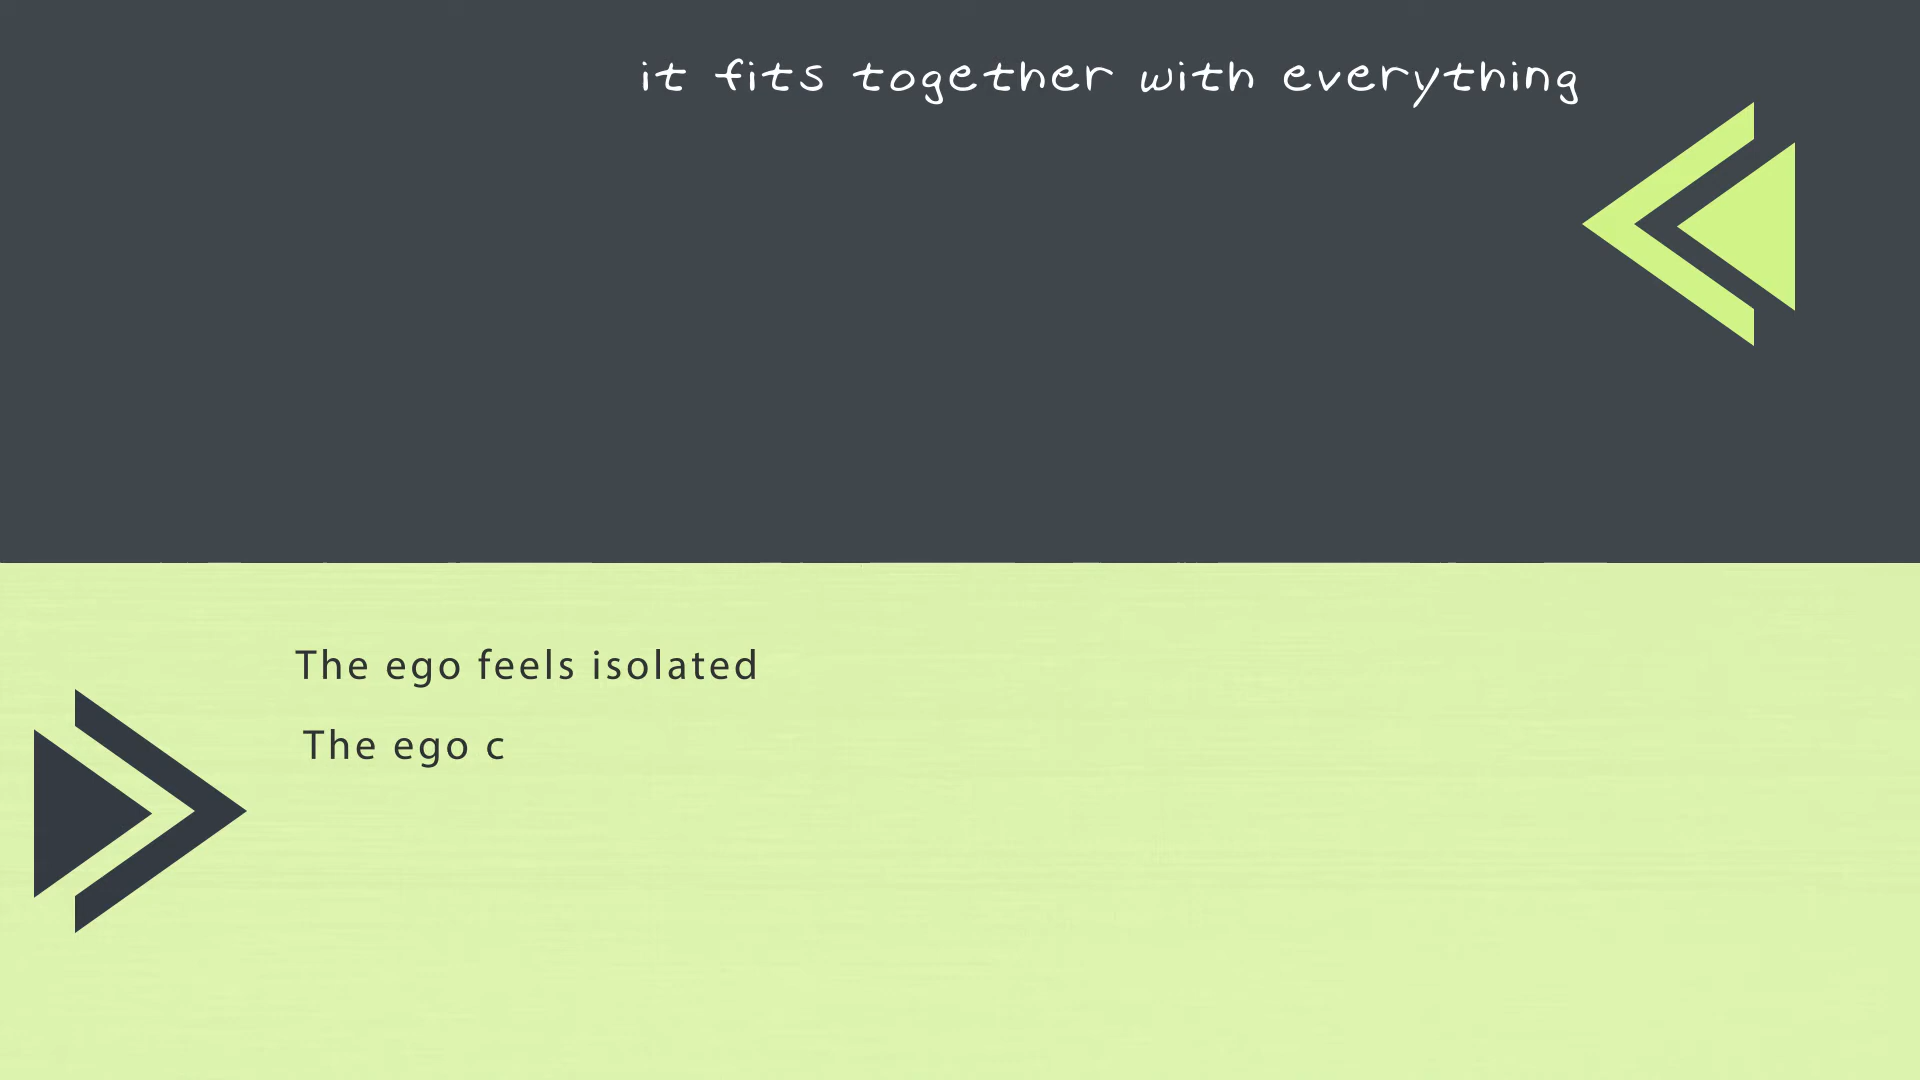 it fits together with everything
The ego feels isolated
The ego c